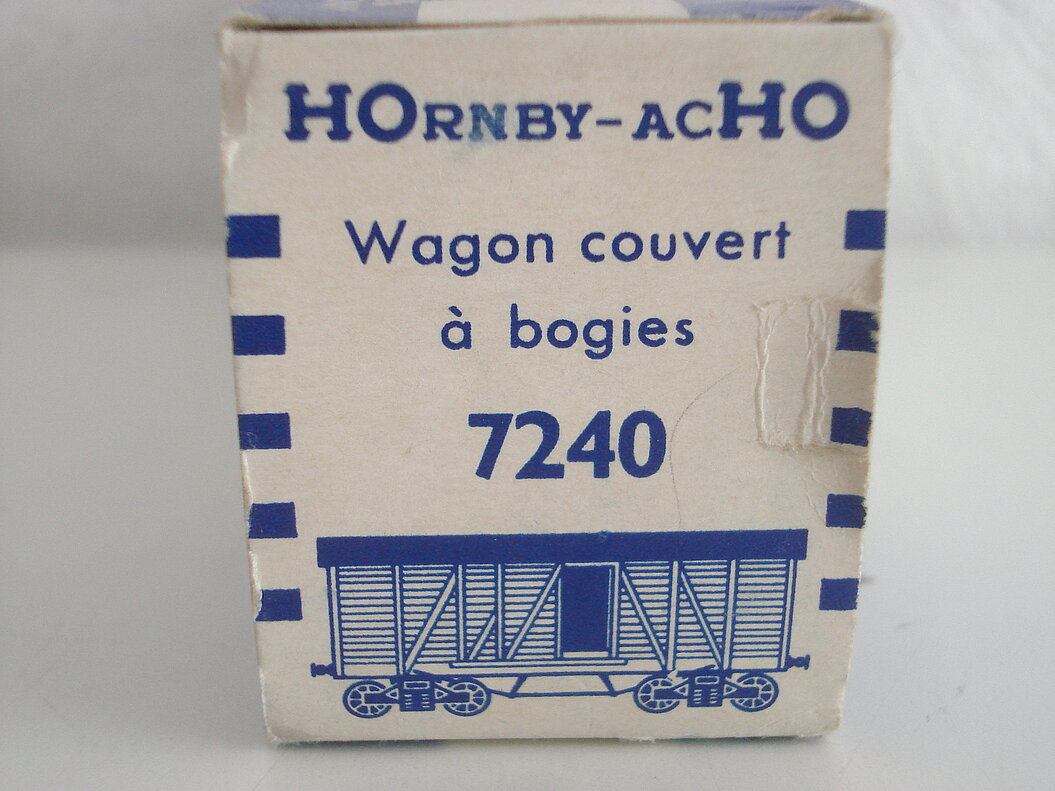 HORNBY-ACHO
Wagon couvert
à bogies
7240